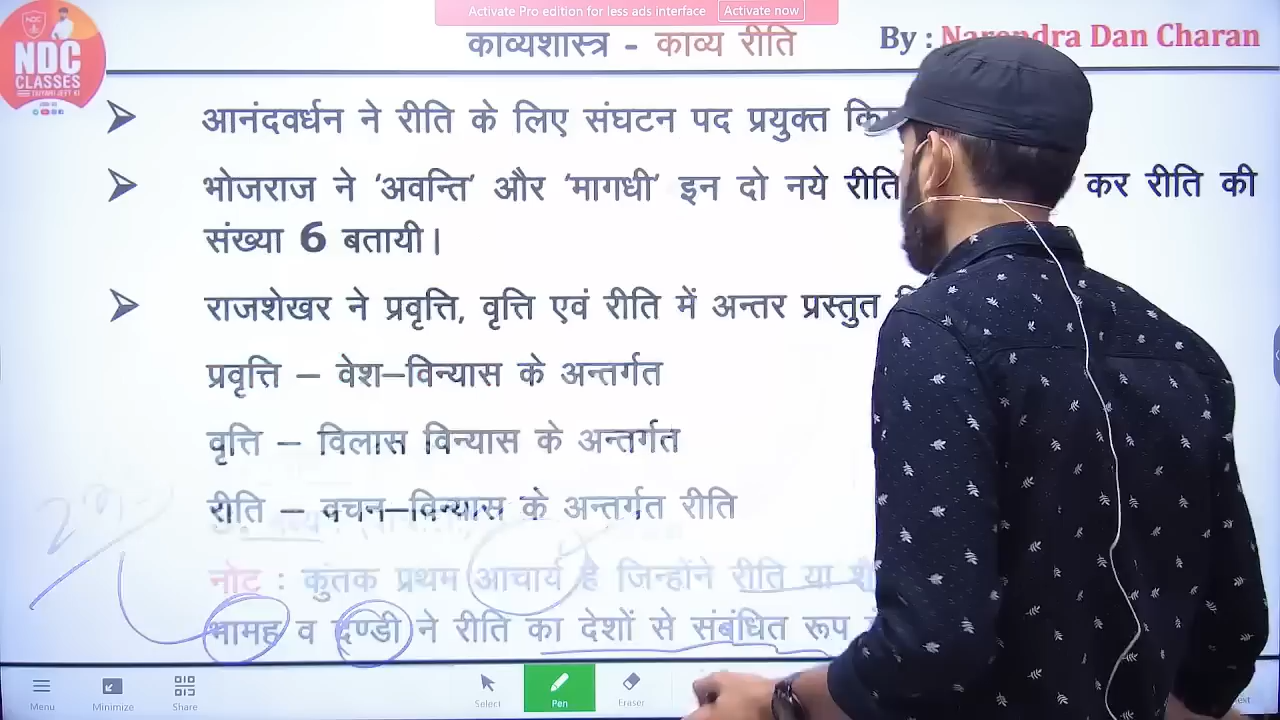 Activate Pro edition for less ads interface Activate now
काव्यशास्त्र - काव्य रीति
By : Narendra Dan Charan
NDC
CLASSES
आनंदवर्धन ने रीति के लिए संघटन पद प्रयुक्त
भोजराज ने ‘अवन्ति’ और ‘मागधी’ इन दो नये रीति कर रीति की
संख्या 6 बतायी।
राजशेखर ने प्रवृत्ति, वृत्ति एवं रीति में अन्तर प्रस्तुत
प्रवृत्ति – वेश–विन्यास के अन्तर्गत
वृत्ति – विलास विन्यास के अन्तर्गत
रीति – वचन–विन्यास के अन्तर्गत रीति
नोट : कुंतक प्रथम आचार्य है जिन्होंने रीति या
भामह व दण्डी ने रीति का देशों से संबंधित रूप
Menu Minimize Share Select Pen Eraser